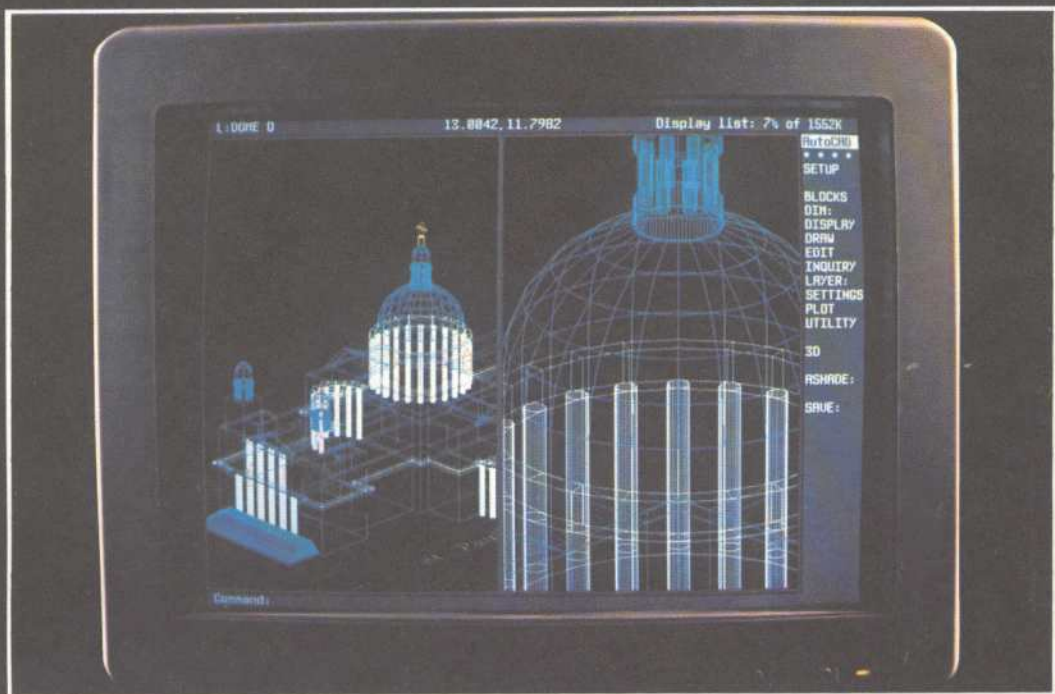 L:DOME O
13.0042,11.7982
Display list: 7% of 1552K
AutoCAD
* * * *
SETUP
BLOCKS
DIM:
DISPLAY
DRAW
EDIT
INQUIRY
LAYER:
SETTINGS
PLOT
UTILITY
3D
ASHADE:
SAVE:
Command: